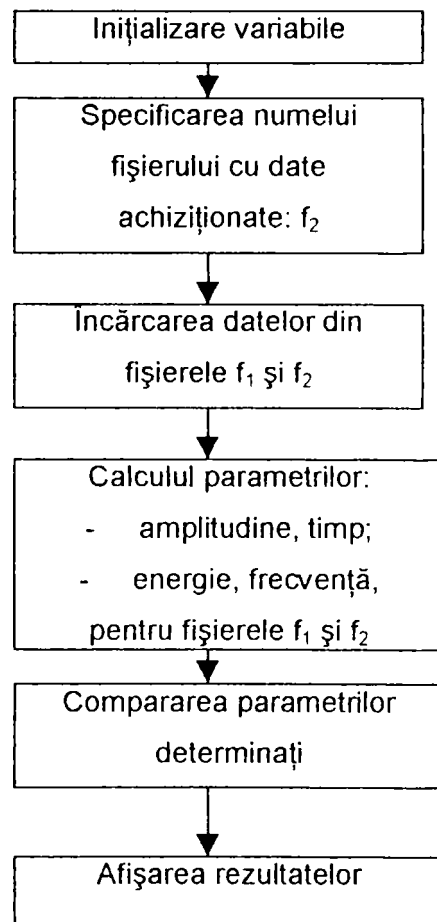 Iniţializare variabile
Specificarea numelui
fişierului cu date
achiziţionate: f₂
Încărcarea datelor din
fişierele f₁ şi f₂
Calculul parametrilor:
- amplitudine, timp;
- energie, frecvenţă,
pentru fişierele f₁ şi f₂
Compararea parametrilor
determinaţi
Afişarea rezultatelor